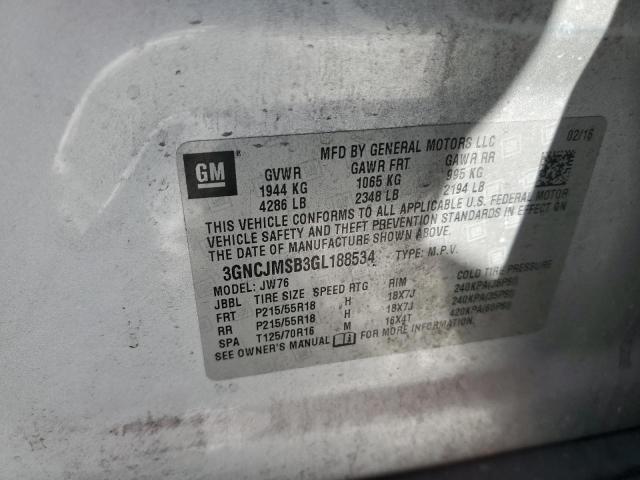 GM
MFD BY GENERAL MOTORS LLC 02/16
GVWR GAWR FRT GAWR RR
1944 KG 1065 KG 995 KG
4286 LB 2348 LB 2194 LB
THIS VEHICLE CONFORMS TO ALL APPLICABLE U.S. FEDERAL MOTOR
VEHICLE SAFETY AND THEFT PREVENTION STANDARDS IN EFFECT ON
THE DATE OF MANUFACTURE SHOWN ABOVE.
3GNCJMSB3GL188534 TYPE: M.P.V.
MODEL: JW76
JBBL TIRE SIZE SPEED RTG RIM COLD TIRE PRESSURE
FRT P215/55R18 H 18X7J 240KPA(35PSI)
RR P215/55R18 H 18X7J 240KPA(35PSI)
SPA T125/70R16 M 16X4T 420KPA(60PSI)
SEE OWNER'S MANUAL FOR MORE INFORMATION.